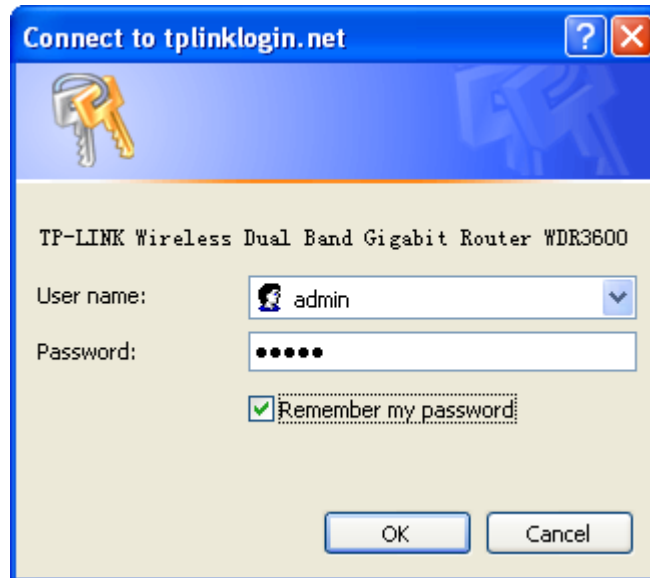 Connect to tplinklogin.net
TP-LINK Wireless Dual Band Gigabit Router WDR3600
User name: admin
Password: •••••
Remember my password
OK Cancel